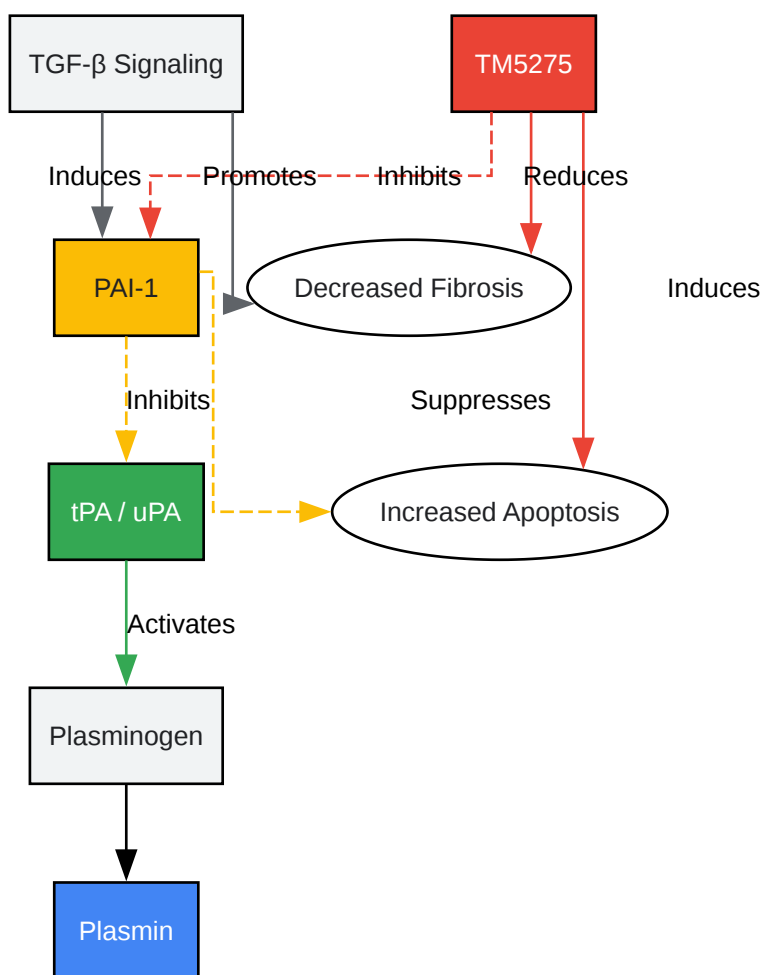 TGF-β Signaling
TM5275
Induces
Promotes
Inhibits
Reduces
PAI-1
Decreased Fibrosis
Induces
Inhibits
Suppresses
tPA / uPA
Increased Apoptosis
Activates
Plasminogen
Plasmin